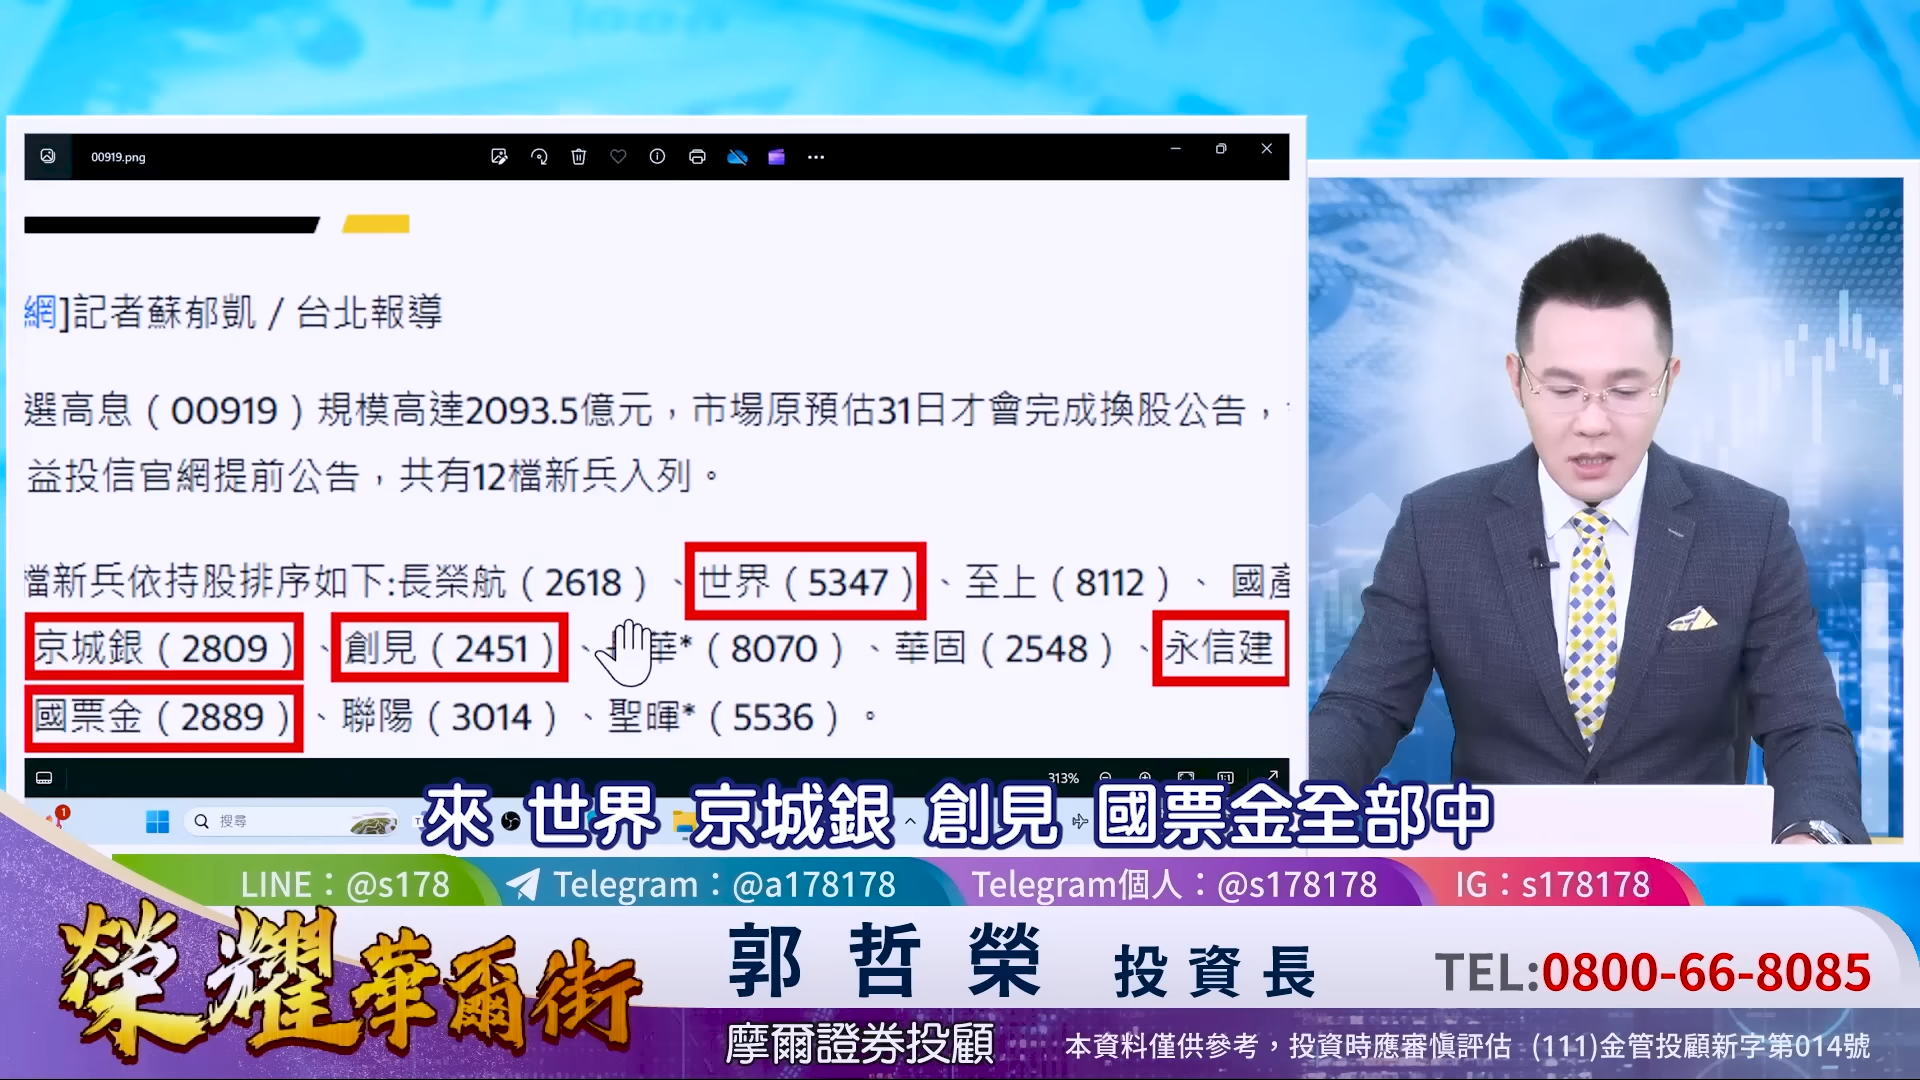 00919.png
網]記者蘇郁凱 / 台北報導
選高息（00919）規模高達2093.5億元，市場原預估31日才會完成換股公告，
益投信官網提前公告，共有12檔新兵入列。
檔新兵依持股排序如下:長榮航（2618）、世界（5347）、至上（8112）、國產
京城銀（2809）、創見（2451）、華*（8070）、華固（2548）、永信建
國票金（2889）、聯陽（3014）、聖暉*（5536）。
313%
1
搜尋
來 世界 京城銀 創見 國票金全部中
LINE：@s178
Telegram：@a178178
Telegram個人：@s178178
IG：s178178
榮耀華爾街
郭哲榮 投資長
TEL:0800-66-8085
摩爾證券投顧
本資料僅供參考，投資時應審慎評估 (111)金管投顧新字第014號